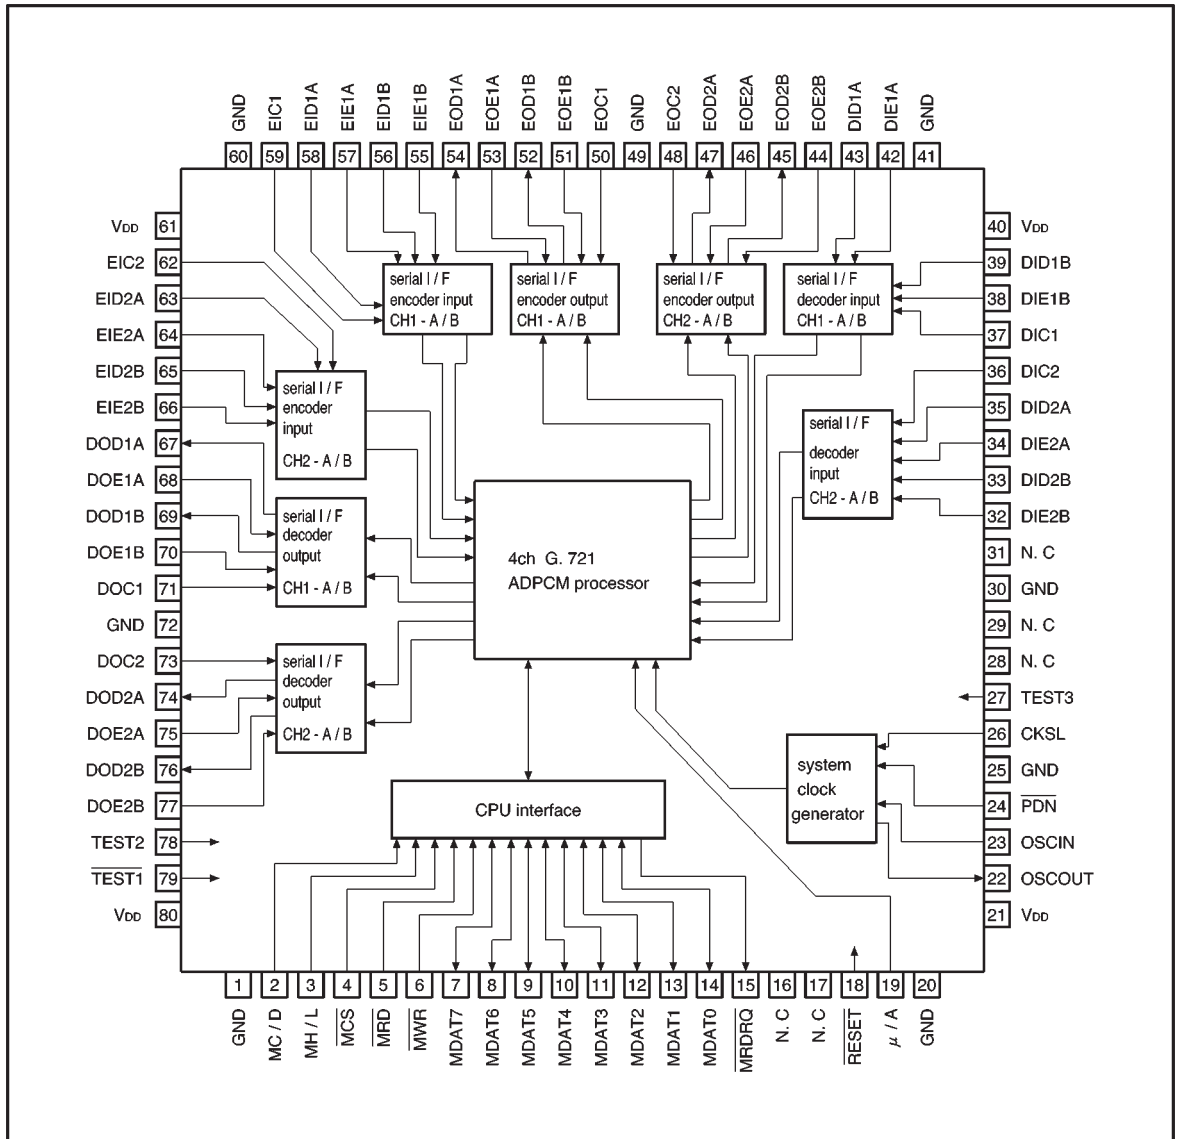 GND
EIC1
EID1A
EIE1A
EID1B
EIE1B
EOD1A
EOE1A
EOD1B
EOE1B
EOC1
GND
EOC2
EOD2A
EOE2A
EOD2B
EOE2B
DID1A
DIE1A
GND
60 59 58 57 56 55 54 53 52 51 50 49 48 47 46 45 44 43 42 41
VDD 61
EIC2 62
EID2A 63
EIE2A 64
EID2B 65
EIE2B 66
DOD1A 67
DOE1A 68
DOD1B 69
DOE1B 70
DOC1 71
GND 72
DOC2 73
DOD2A 74
DOE2A 75
DOD2B 76
DOE2B 77
TEST2 78
TEST1 79
VDD 80
serial I / F
encoder input
CH1 - A / B
serial I / F
encoder output
CH1 - A / B
serial I / F
encoder output
CH2 - A / B
serial I / F
decoder input
CH1 - A / B
serial I / F
encoder
input
CH2 - A / B
serial I / F
decoder
input
CH2 - A / B
serial I / F
decoder
output
CH1 - A / B
4ch G. 721
ADPCM processor
serial I / F
decoder
output
CH2 - A / B
system
clock
generator
CPU interface
40 VDD
39 DID1B
38 DIE1B
37 DIC1
36 DIC2
35 DID2A
34 DIE2A
33 DID2B
32 DIE2B
31 N. C
30 GND
29 N. C
28 N. C
27 TEST3
26 CKSL
25 GND
24 PDN
23 OSCIN
22 OSCOUT
21 VDD
1 2 3 4 5 6 7 8 9 10 11 12 13 14 15 16 17 18 19 20
GND
MC / D
MH / L
MCS
MRD
MWR
MDAT7
MDAT6
MDAT5
MDAT4
MDAT3
MDAT2
MDAT1
MDAT0
MRDRQ
N. C
N. C
RESET
μ / A
GND